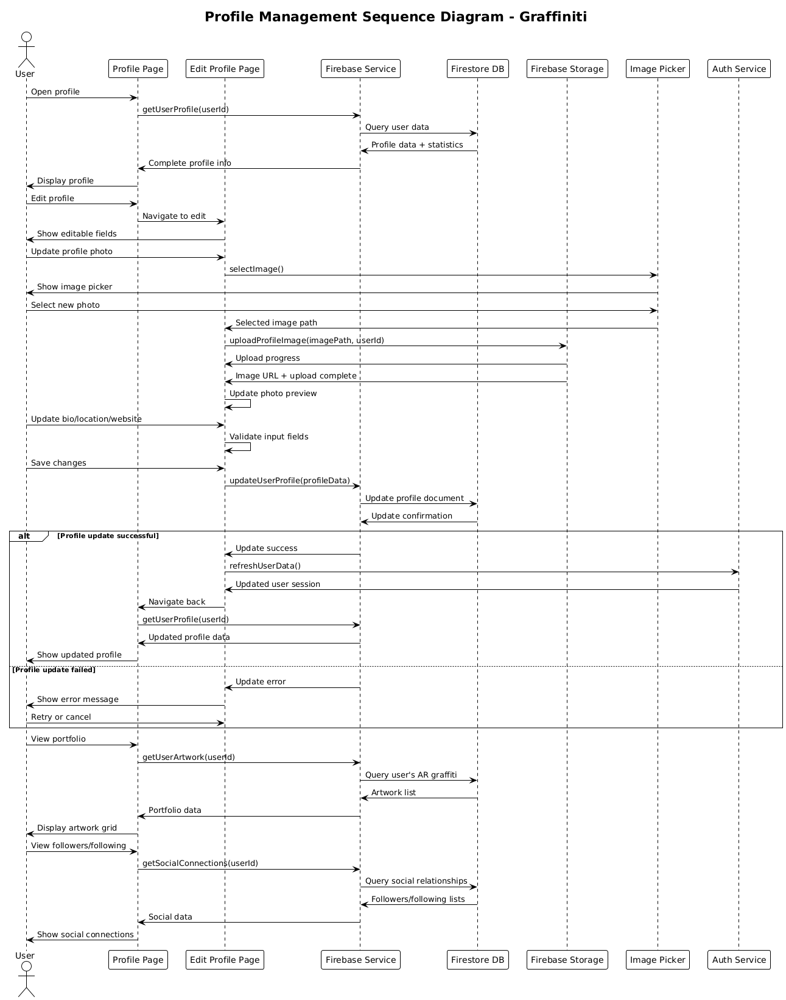 Profile Management Sequence Diagram - Graffiniti
User
Profile Page
Edit Profile Page
Firebase Service
Firestore DB
Firebase Storage
Image Picker
Auth Service
Open profile
getUserProfile(userId)
Query user data
Profile data + statistics
Complete profile info
Display profile
Edit profile
Navigate to edit
Show editable fields
Update profile photo
selectImage()
Show image picker
Select new photo
Selected image path
uploadProfileImage(imagePath, userId)
Upload progress
Image URL + upload complete
Update photo preview
Update bio/location/website
Validate input fields
Save changes
updateUserProfile(profileData)
Update profile document
Update confirmation
alt [Profile update successful]
Update success
refreshUserData()
Updated user session
Navigate back
getUserProfile(userId)
Updated profile data
Show updated profile
[Profile update failed]
Update error
Show error message
Retry or cancel
View portfolio
getUserArtwork(userId)
Query user's AR graffiti
Artwork list
Portfolio data
Display artwork grid
View followers/following
getSocialConnections(userId)
Query social relationships
Followers/following lists
Social data
Show social connections
User
Profile Page
Edit Profile Page
Firebase Service
Firestore DB
Firebase Storage
Image Picker
Auth Service